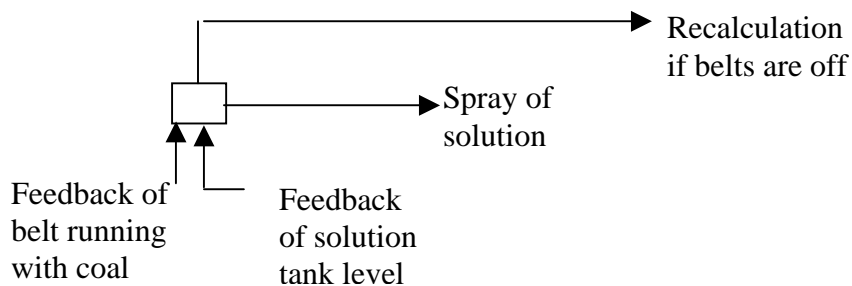 Recalculation
if belts are off
Spray of
solution
Feedback of
belt running
with coal
Feedback
of solution
tank level